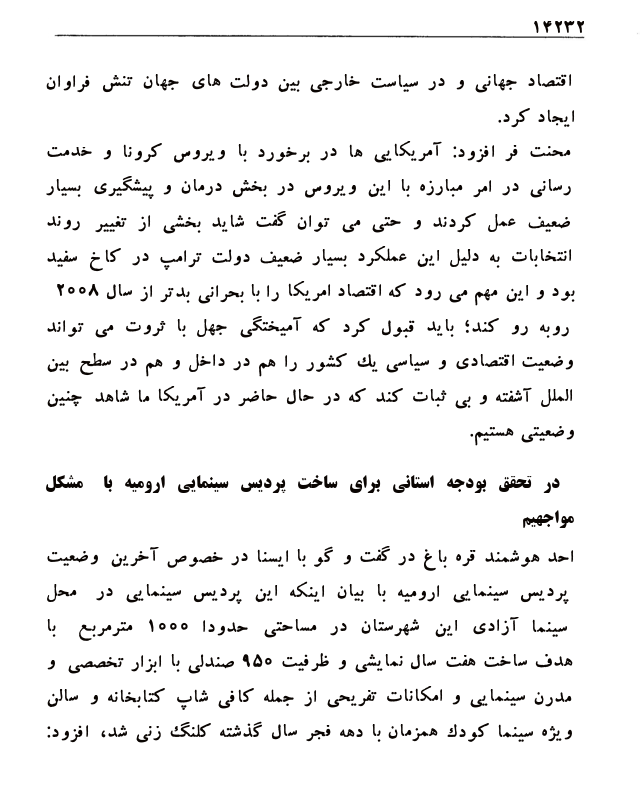 ۱۴۲۳۲
اقتصاد جهانی و در سیاست خارجی بین دولت های جهان تنش فراوان
ایجاد کرد.
محنت فر افزود: آمریکایی ها در برخورد با ویروس کرونا و خدمت
رسانی در امر مبارزه با این ویروس در بخش درمان و پیشگیری بسیار
ضعیف عمل کردند و حتی می توان گفت شاید بخشی از تغییر روند
انتخابات به دلیل این عملکرد بسیار ضعیف دولت ترامپ در کاخ سفید
بود و این مهم می رود که اقتصاد امریکا را با بحرانی بدتر از سال ۲۰۰۸
روبه رو کند؛ باید قبول کرد که آمیختگی جهل با ثروت می تواند
وضعیت اقتصادی و سیاسی یك کشور را هم در داخل و هم در سطح بین
الملل آشفته و بی ثبات کند که در حال حاضر در آمریکا ما شاهد چنین
وضعیتی هستیم.
در تحقق بودجه استانی برای ساخت پردیس سینمایی ارومیه با مشکل
مواجهیم
احد هوشمند قره باغ در گفت و گو با ایسنا در خصوص آخرین وضعیت
پردیس سینمایی ارومیه با بیان اینکه این پردیس سینمایی در محل
سینما آزادی این شهرستان در مساحتی حدودا ۱۰۰۰ مترمربع با
هدف ساخت هفت سال نمایشی و ظرفیت ۹۵۰ صندلی با ابزار تخصصی و
مدرن سینمایی و امکانات تفریحی از جمله کافی شاپ کتابخانه و سالن
ویژه سینما کودك همزمان با دهه فجر سال گذشته کلنگ زنی شد، افزود: